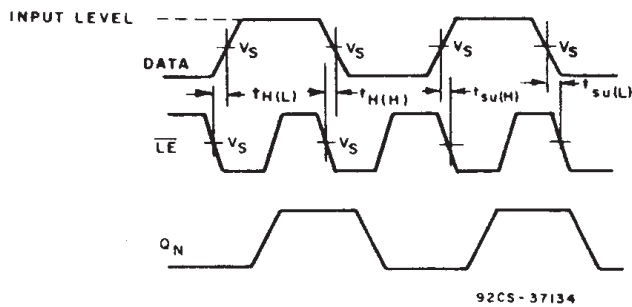 INPUT LEVEL
DATA
VS VS VS VS
tH(L) tH(H) tsu(H) tsu(L)
LE VS VS
QN
92CS-37134